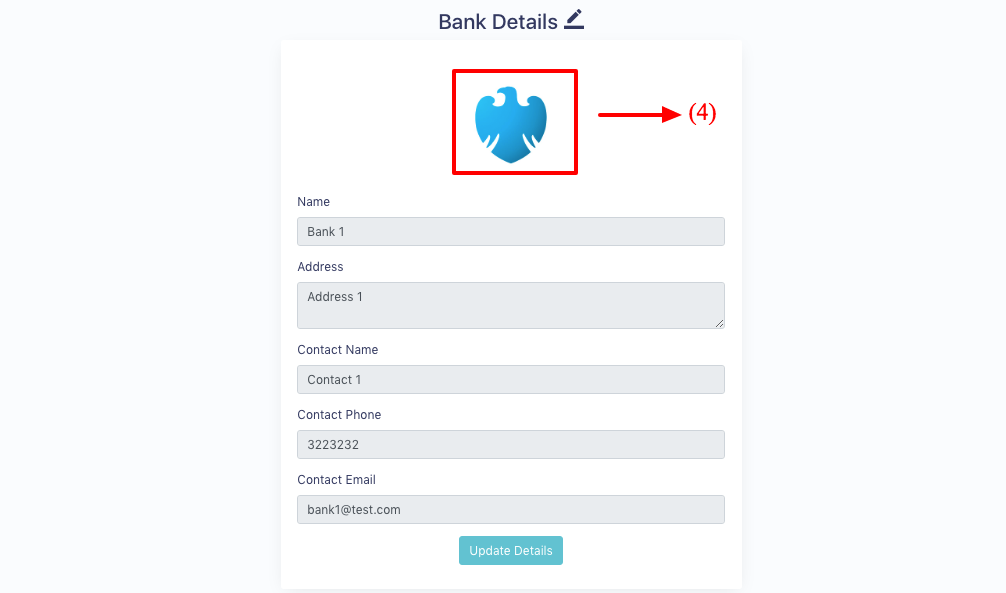 Bank Details
(4)
Name
Bank 1
Address
Address 1
Contact Name
Contact 1
Contact Phone
3223232
Contact Email
bank1@test.com
Update Details